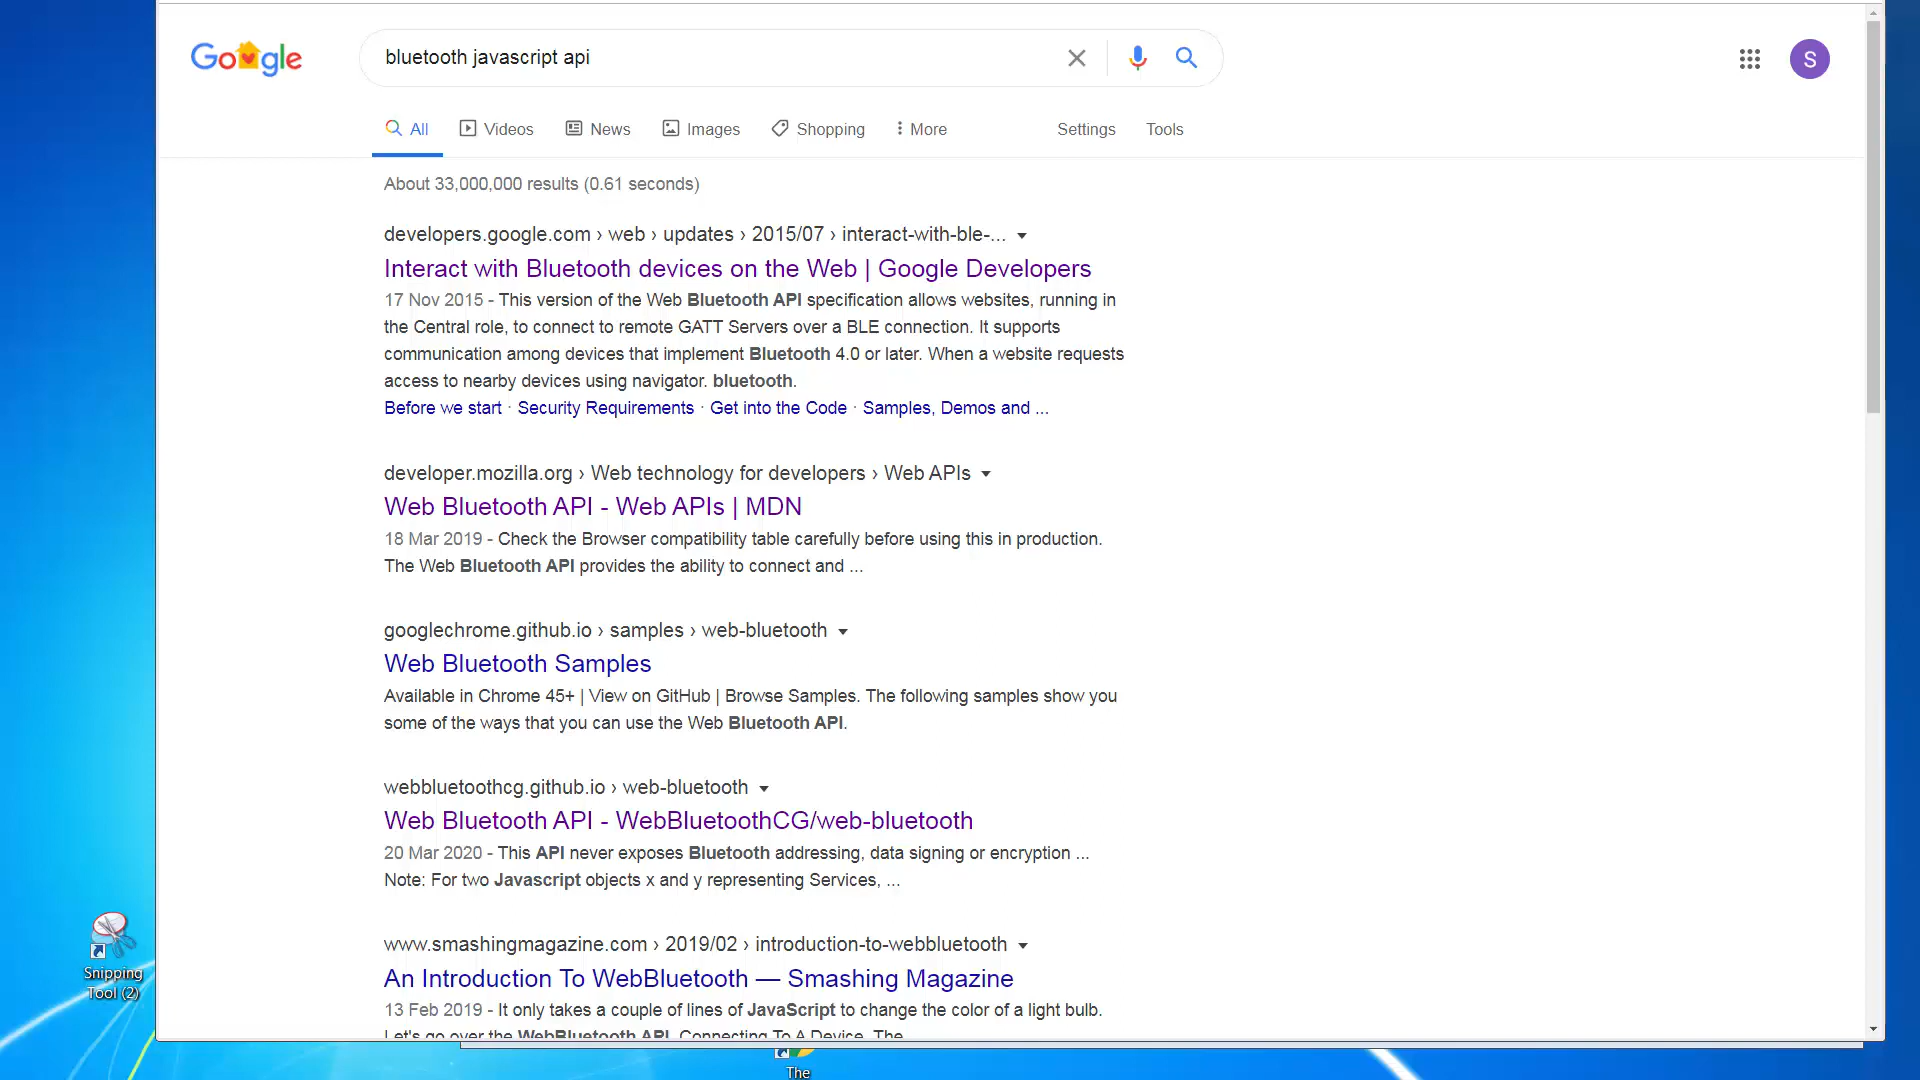 Google
bluetooth javascript api
S
All
Videos
News
Images
Shopping
More
Settings
Tools
About 33,000,000 results (0.61 seconds)
developers.google.com › web › updates › 2015/07 › interact-with-ble-...
Interact with Bluetooth devices on the Web | Google Developers
17 Nov 2015 - This version of the Web Bluetooth API specification allows websites, running in
the Central role, to connect to remote GATT Servers over a BLE connection. It supports
communication among devices that implement Bluetooth 4.0 or later. When a website requests
access to nearby devices using navigator. bluetooth.
Before we start · Security Requirements · Get into the Code · Samples, Demos and ...
developer.mozilla.org › Web technology for developers › Web APIs
Web Bluetooth API - Web APIs | MDN
18 Mar 2019 - Check the Browser compatibility table carefully before using this in production.
The Web Bluetooth API provides the ability to connect and ...
googlechrome.github.io › samples › web-bluetooth
Web Bluetooth Samples
Available in Chrome 45+ | View on GitHub | Browse Samples. The following samples show you
some of the ways that you can use the Web Bluetooth API.
webbluetoothcg.github.io › web-bluetooth
Web Bluetooth API - WebBluetoothCG/web-bluetooth
20 Mar 2020 - This API never exposes Bluetooth addressing, data signing or encryption ...
Note: For two Javascript objects x and y representing Services, ...
www.smashingmagazine.com › 2019/02 › introduction-to-webbluetooth
An Introduction To WebBluetooth — Smashing Magazine
13 Feb 2019 - It only takes a couple of lines of JavaScript to change the color of a light bulb.
Let's go over the WebBluetooth API, Connecting To A Device, The
Snipping
Tool (2)
The